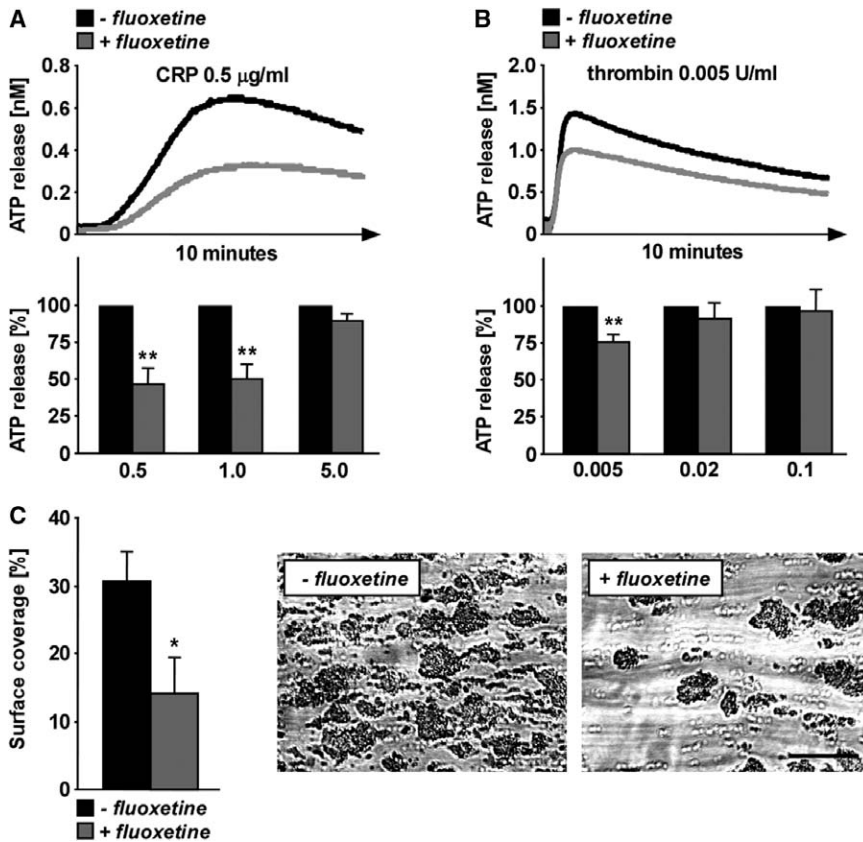 A
- fluoxetine
+ fluoxetine
CRP 0.5 µg/ml
ATP release [nM]
0.8
0.6
0.4
0.2
0
10 minutes
ATP release [%]
100
75
50
25
0
**
**
0.5
1.0
5.0
B
- fluoxetine
+ fluoxetine
thrombin 0.005 U/ml
ATP release [nM]
2.0
1.5
1.0
0.5
0
10 minutes
ATP release [%]
100
75
50
25
0
**
0.005
0.02
0.1
C
Surface coverage [%]
40
30
20
10
0
*
- fluoxetine
+ fluoxetine
- fluoxetine
+ fluoxetine